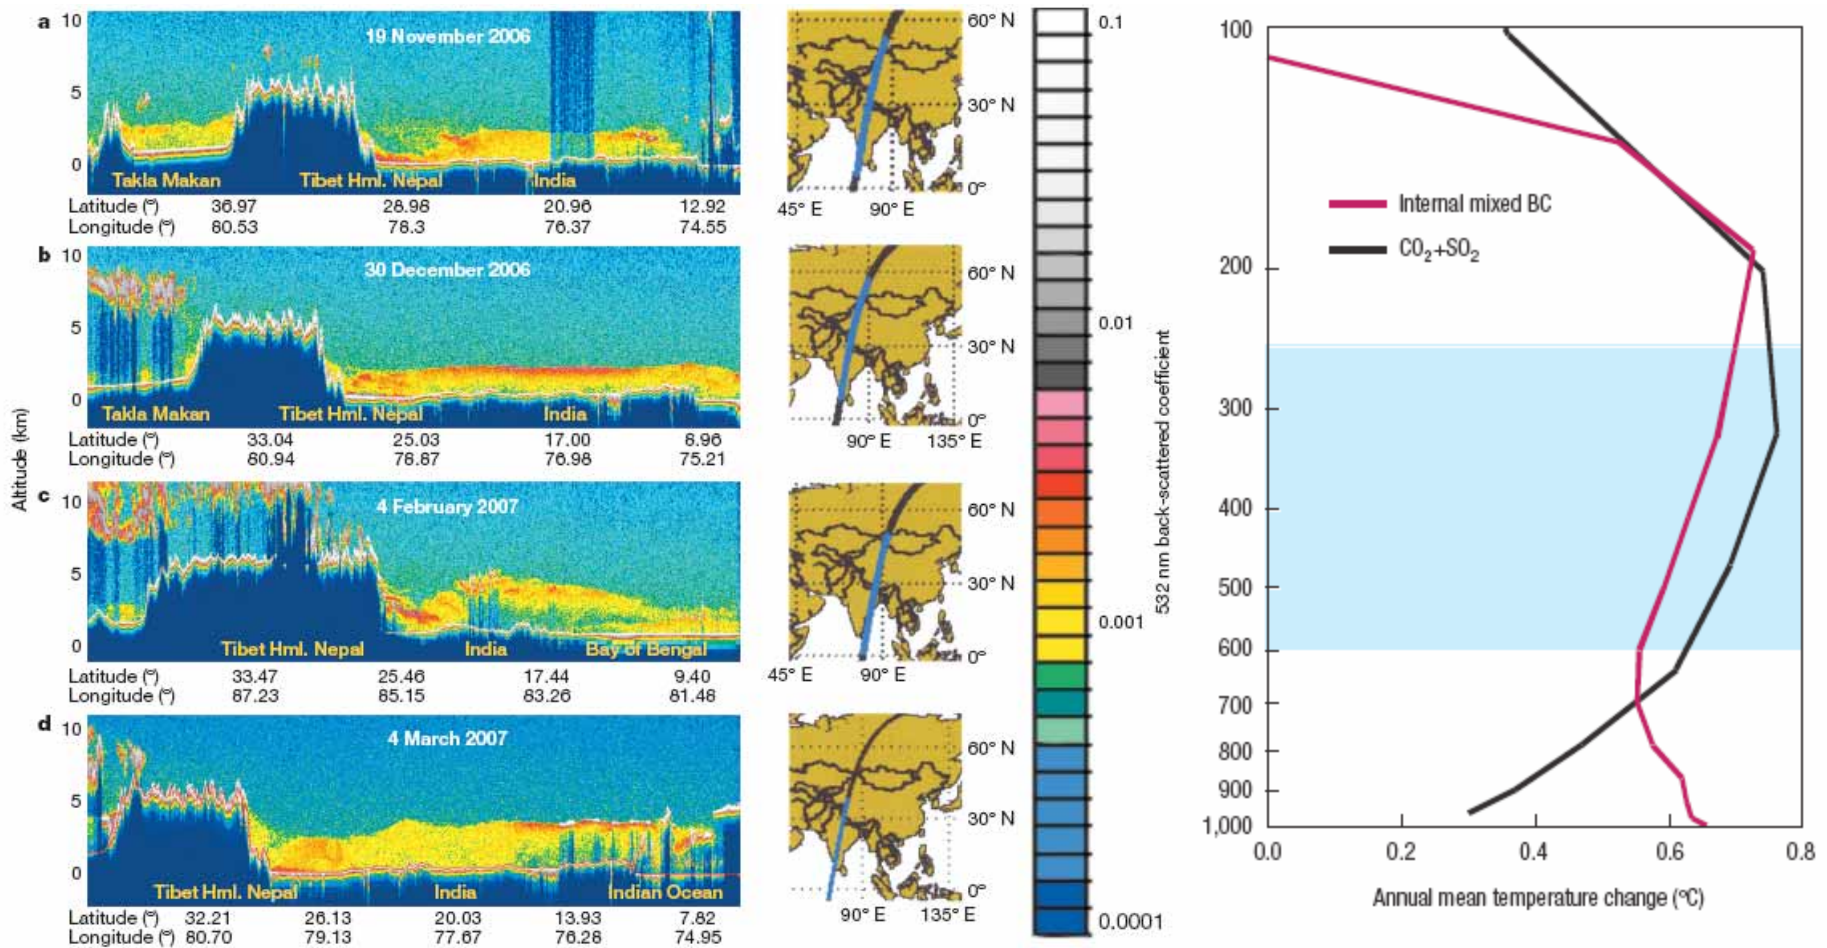 a
10
5
0
19 November 2006
Takla Makan
Tibet Hml. Nepal
India
Latitude (°) 36.97 28.98 20.96 12.92
Longitude (°) 80.53 78.3 76.37 74.55
60° N
30° N
0°
45° E 90° E
b
10
5
0
30 December 2006
Takla Makan
Tibet Hml. Nepal
India
Latitude (°) 33.04 25.03 17.00 8.96
Longitude (°) 80.94 78.87 76.98 75.21
60° N
30° N
0°
90° E 135° E
Altitude (km)
c
10
5
0
4 February 2007
Tibet Hml. Nepal
India
Bay of Bengal
Latitude (°) 33.47 25.46 17.44 9.40
Longitude (°) 87.23 85.15 83.26 81.48
60° N
30° N
0°
45° E 90° E
d
10
5
0
4 March 2007
Tibet Hml. Nepal
India
Indian Ocean
Latitude (°) 32.21 26.13 20.03 13.93 7.82
Longitude (°) 80.70 79.13 77.67 76.28 74.95
60° N
30° N
0°
90° E 135° E
0.1
0.01
0.001
0.0001
532 nm back-scattered coefficient
100
200
300
400
500
600
700
800
900
1,000
Internal mixed BC
CO₂+SO₂
0.0 0.2 0.4 0.6 0.8
Annual mean temperature change (°C)